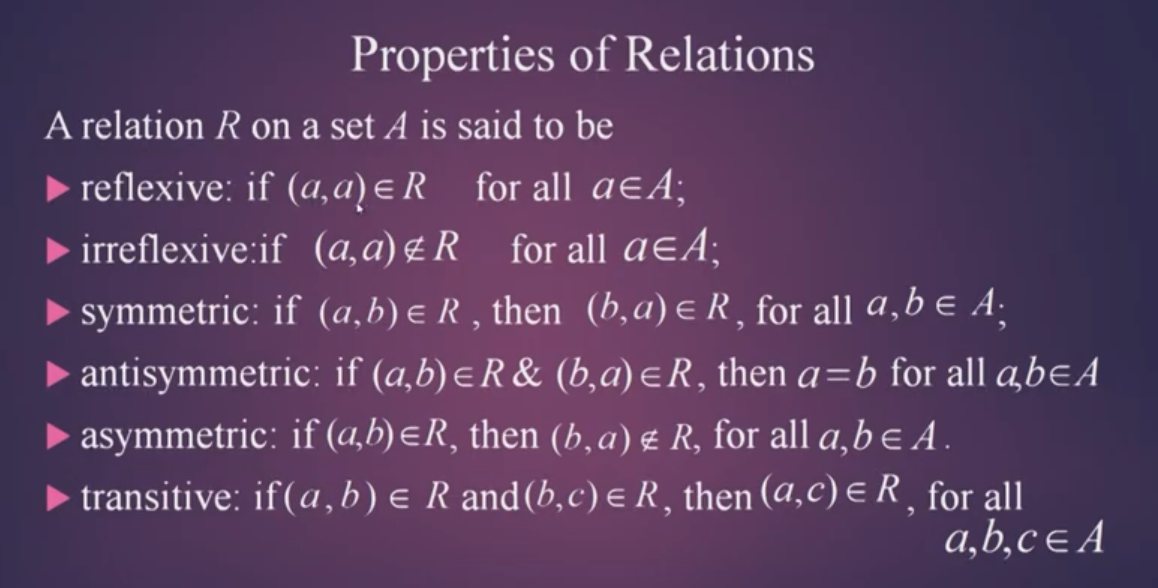 Properties of Relations
A relation R on a set A is said to be
▶ reflexive: if (a,a)∈R for all a∈A;
▶ irreflexive:if (a,a)∉R for all a∈A;
▶ symmetric: if (a,b)∈R, then (b,a)∈R, for all a,b∈A;
▶ antisymmetric: if (a,b)∈R & (b,a)∈R, then a=b for all a,b∈A
▶ asymmetric: if (a,b)∈R, then (b,a)∉R, for all a,b∈A.
▶ transitive: if(a,b)∈R and(b,c)∈R, then (a,c)∈R, for all
a,b,c∈A